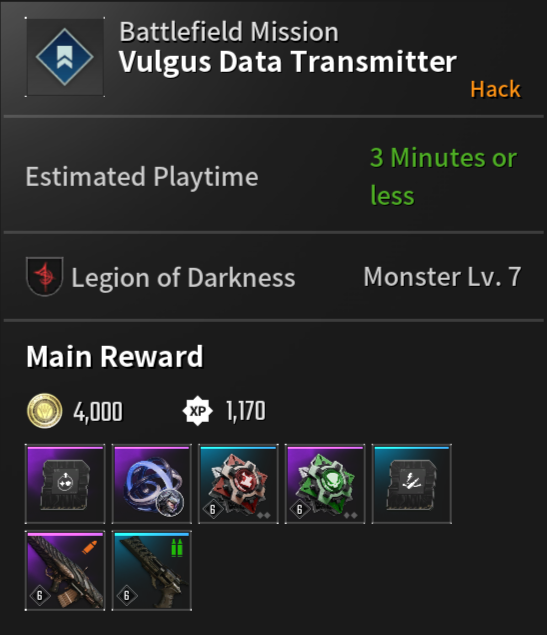 Battlefield Mission
Vulgus Data Transmitter
Hack
Estimated Playtime
3 Minutes or
less
Legion of Darkness
Monster Lv. 7
Main Reward
4,000
XP
1,170
6
6
6
6